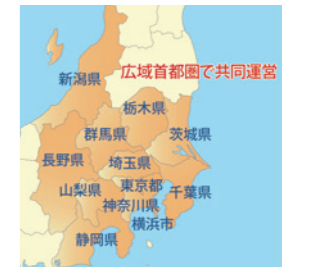 新潟県
広域首都圏で共同運営
栃木県
群馬県
茨城県
長野県
埼玉県
山梨県
東京都
千葉県
神奈川県
横浜市
静岡県